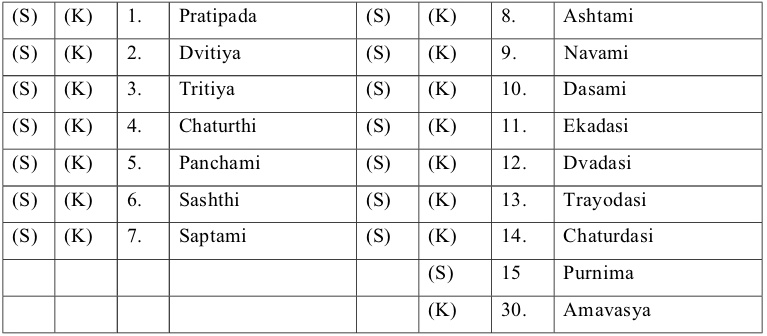 (S) (K) 1. Pratipada (S) (K) 8. Ashtami
(S) (K) 2. Dvitiya (S) (K) 9. Navami
(S) (K) 3. Tritiya (S) (K) 10. Dasami
(S) (K) 4. Chaturthi (S) (K) 11. Ekadasi
(S) (K) 5. Panchami (S) (K) 12. Dvadasi
(S) (K) 6. Sashthi (S) (K) 13. Trayodasi
(S) (K) 7. Saptami (S) (K) 14. Chaturdasi
(S) 15 Purnima
(K) 30. Amavasya